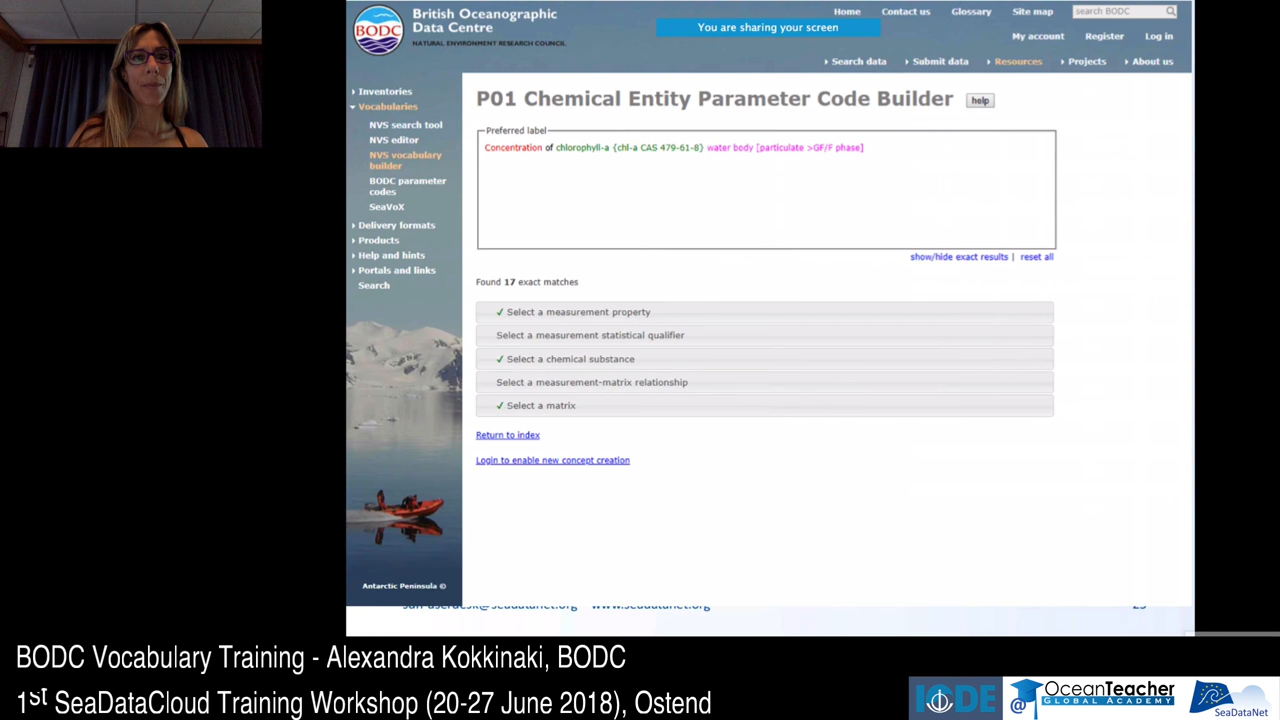 British Oceanographic
Data Centre
NATURAL ENVIRONMENT RESEARCH COUNCIL
BODC
You are sharing your screen
Home Contact us Glossary Site map search BODC
My account Register Log in
Search data Submit data Resources Projects About us
Inventories
Vocabularies
NVS search tool
NVS editor
NVS vocabulary
builder
BODC parameter
codes
SeaVoX
Delivery formats
Products
Help and hints
Portals and links
Search
Antarctic Peninsula ©
P01 Chemical Entity Parameter Code Builder help
Preferred label
Concentration of chlorophyll-a {chl-a CAS 479-61-8} water body [particulate >GF/F phase]
show/hide exact results | reset all
Found 17 exact matches
✓ Select a measurement property
Select a measurement statistical qualifier
✓ Select a chemical substance
Select a measurement-matrix relationship
✓ Select a matrix
Return to index
Login to enable new concept creation
www.seadatanet.org
BODC Vocabulary Training - Alexandra Kokkinaki, BODC
1st SeaDataCloud Training Workshop (20-27 June 2018), Ostend
IODE
@ OceanTeacher
GLOBAL ACADEMY
SeaDataNet